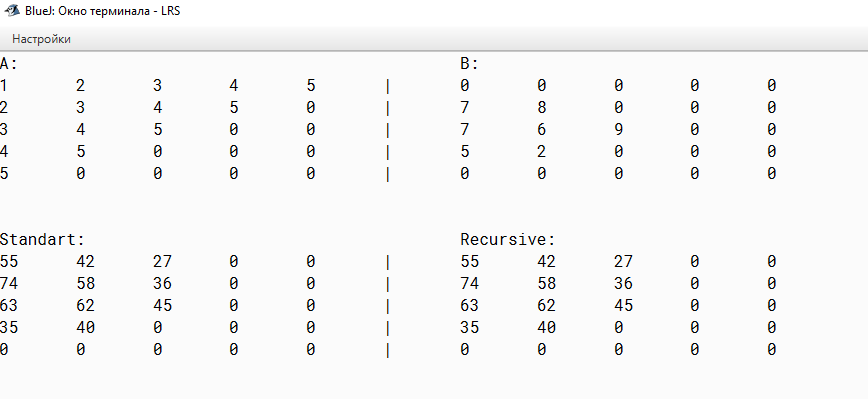 BlueJ: Окно терминала - LRS
Настройки
A: B:
1 2 3 4 5 | 0 0 0 0 0
2 3 4 5 0 | 7 8 0 0 0
3 4 5 0 0 | 7 6 9 0 0
4 5 0 0 0 | 5 2 0 0 0
5 0 0 0 0 | 0 0 0 0 0
Standart: Recursive:
55 42 27 0 0 | 55 42 27 0 0
74 58 36 0 0 | 74 58 36 0 0
63 62 45 0 0 | 63 62 45 0 0
35 40 0 0 0 | 35 40 0 0 0
0 0 0 0 0 | 0 0 0 0 0